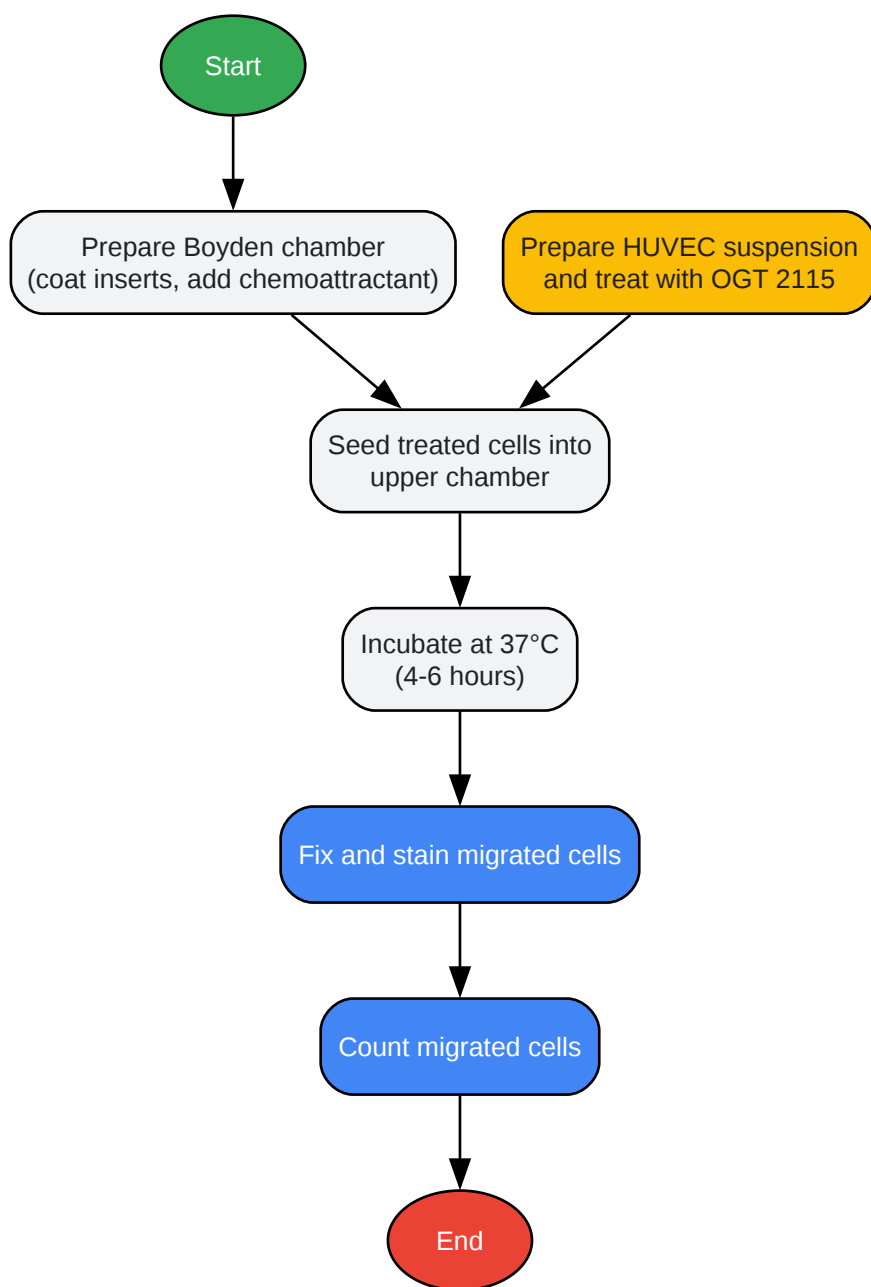 Start
Prepare Boyden chamber
(coat inserts, add chemoattractant)
Prepare HUVEC suspension
and treat with OGT 2115
Seed treated cells into
upper chamber
Incubate at 37°C
(4-6 hours)
Fix and stain migrated cells
Count migrated cells
End